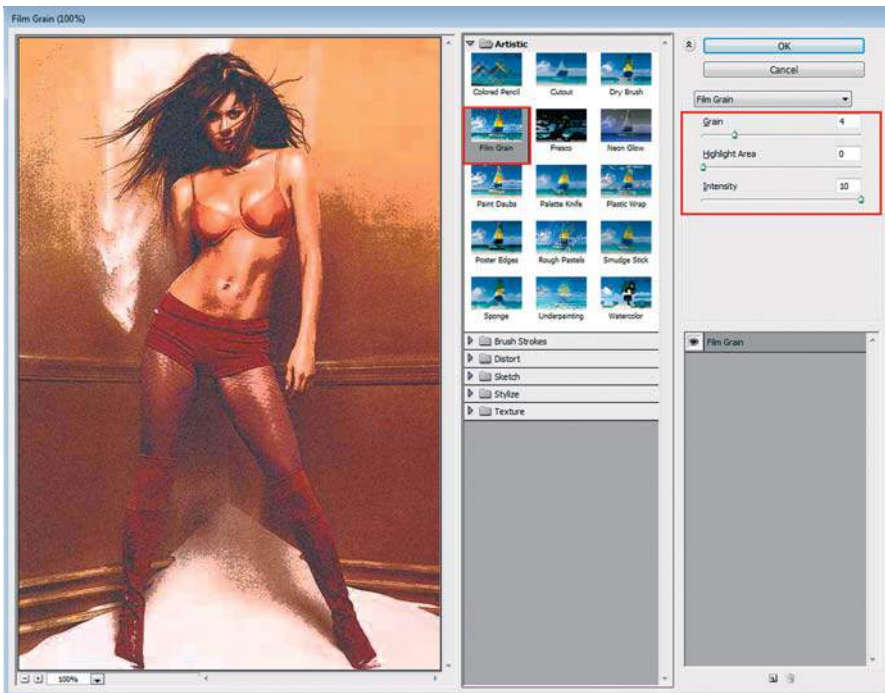 Film Grain (100%)
Artistic
Colored Pencil
Cutout
Dry Brush
Film Grain
Fresco
Neon Glow
Paint Daubs
Palette Knife
Plastic Wrap
Poster Edges
Rough Pastels
Smudge Stick
Sponge
Underpainting
Watercolor
Brush Strokes
Distort
Sketch
Stylize
Texture
100%
OK
Cancel
Film Grain
Grain 4
Highlight Area 0
Intensity 10
Film Grain